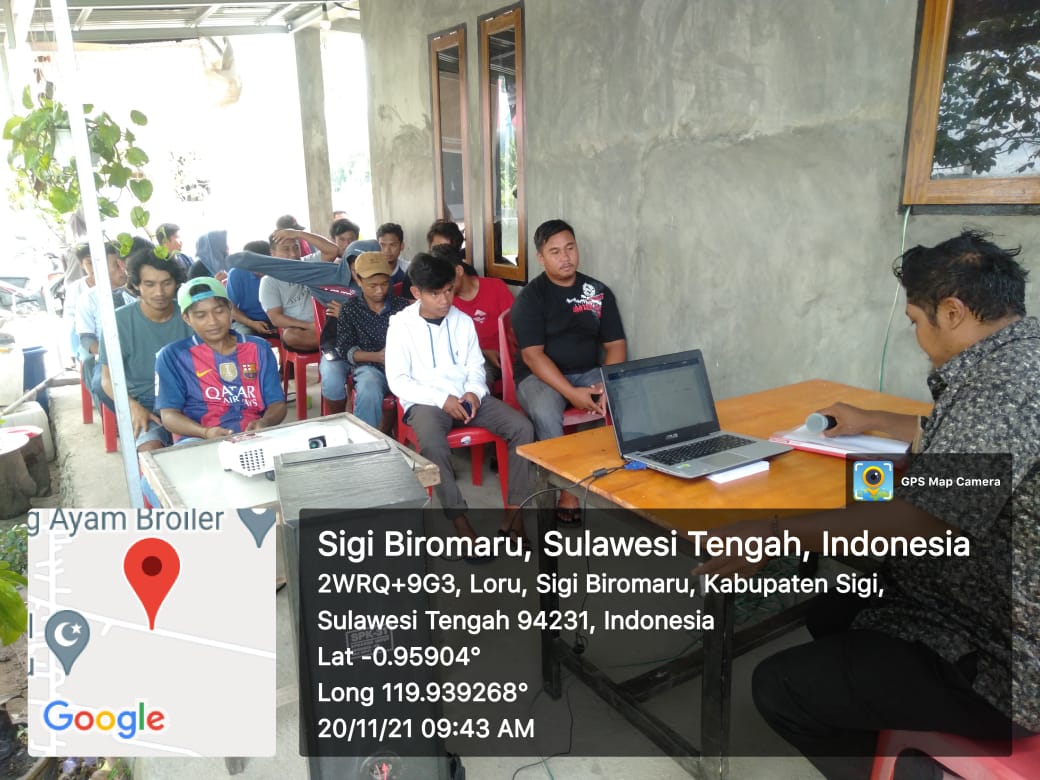 QATAR
AIRWAYS
ASUS
GPS Map Camera
g Ayam Broiler
Google
Sigi Biromaru, Sulawesi Tengah, Indonesia
2WRQ+9G3, Loru, Sigi Biromaru, Kabupaten Sigi,
Sulawesi Tengah 94231, Indonesia
Lat -0.95904°
Long 119.939268°
20/11/21 09:43 AM